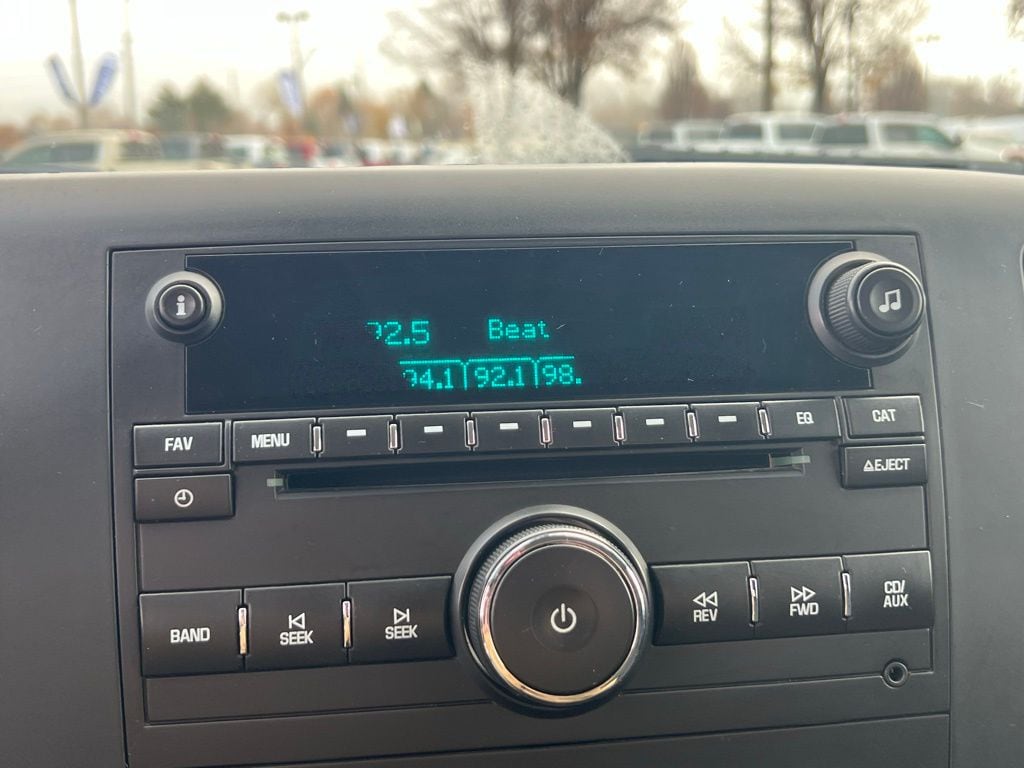 92.5 Beat
94.1 92.1 98.
FAV MENU EQ CAT
EJECT
BAND SEEK SEEK REV FWD CD/
AUX